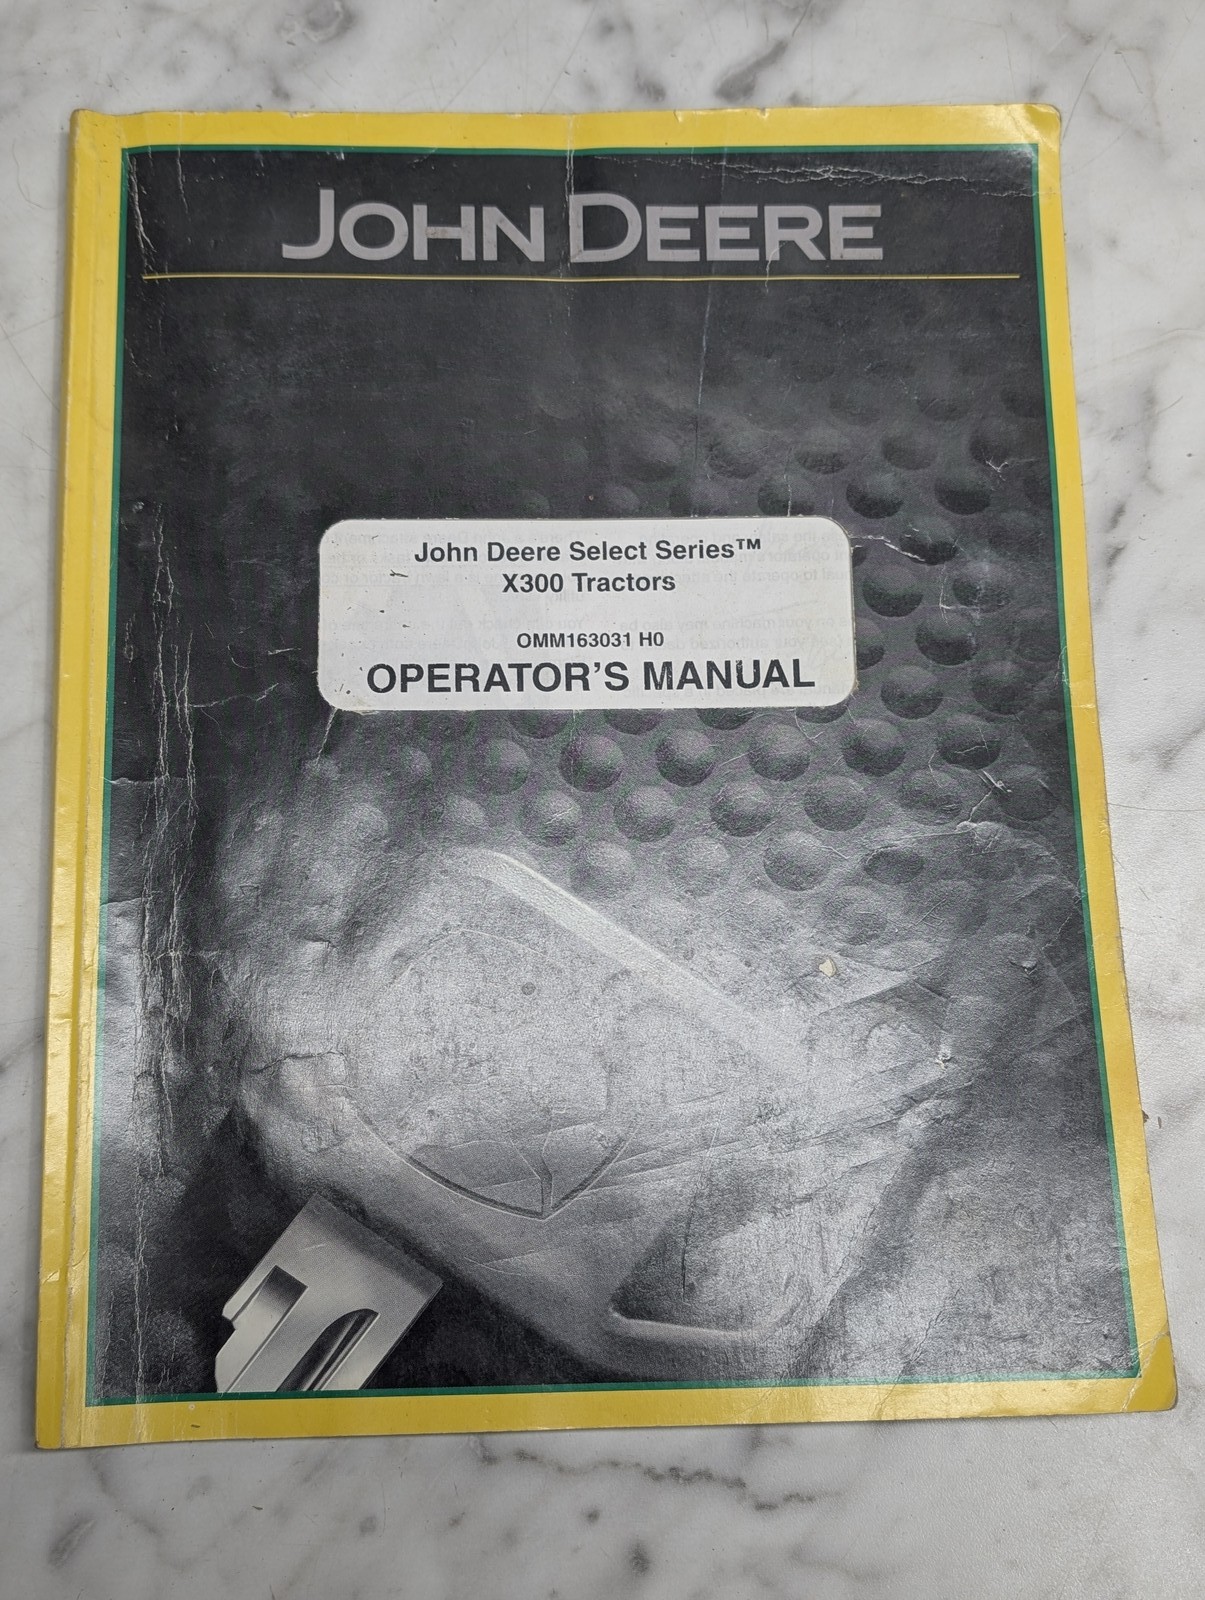 JOHN DEERE
John Deere Select Series™
X300 Tractors
OMM163031 H0
OPERATOR'S MANUAL